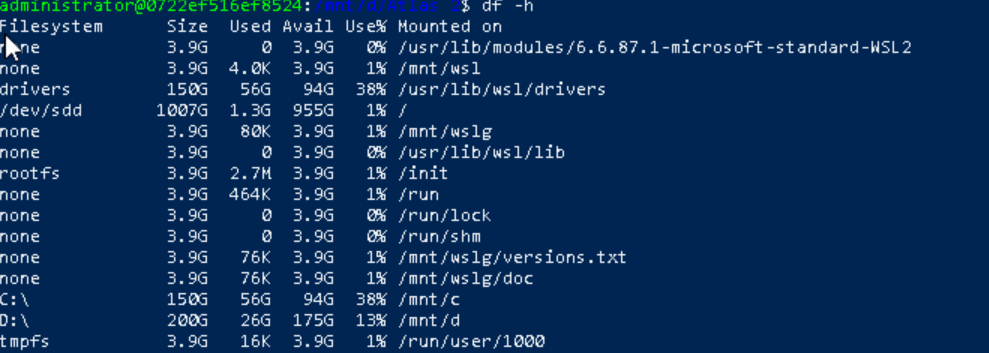 administrator@0722ef516ef8524:/mnt/d/Atlas-2$ df -h
Filesystem Size Used Avail Use% Mounted on
none 3.9G 0 3.9G 0% /usr/lib/modules/6.6.87.1-microsoft-standard-WSL2
none 3.9G 4.0K 3.9G 1% /mnt/wsl
drivers 150G 56G 94G 38% /usr/lib/wsl/drivers
/dev/sdd 1007G 1.3G 955G 1% /
none 3.9G 80K 3.9G 1% /mnt/wslg
none 3.9G 0 3.9G 0% /usr/lib/wsl/lib
rootfs 3.9G 2.7M 3.9G 1% /init
none 3.9G 464K 3.9G 1% /run
none 3.9G 0 3.9G 0% /run/lock
none 3.9G 0 3.9G 0% /run/shm
none 3.9G 76K 3.9G 1% /mnt/wslg/versions.txt
none 3.9G 76K 3.9G 1% /mnt/wslg/doc
C:\ 150G 56G 94G 38% /mnt/c
D:\ 200G 26G 175G 13% /mnt/d
tmpfs 3.9G 16K 3.9G 1% /run/user/1000